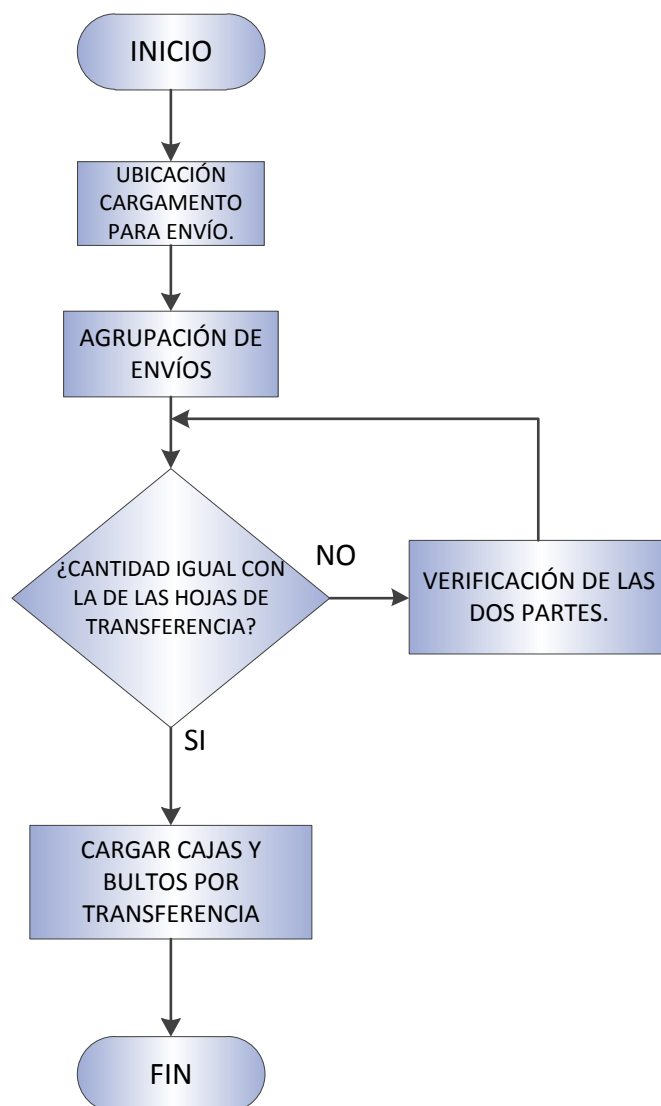 INICIO
UBICACIÓN
CARGAMENTO
PARA ENVÍO.
AGRUPACIÓN DE
ENVÍOS
¿CANTIDAD IGUAL CON
LA DE LAS HOJAS DE
TRANSFERENCIA?
NO
VERIFICACIÓN DE LAS
DOS PARTES.
SI
CARGAR CAJAS Y
BULTOS POR
TRANSFERENCIA
FIN